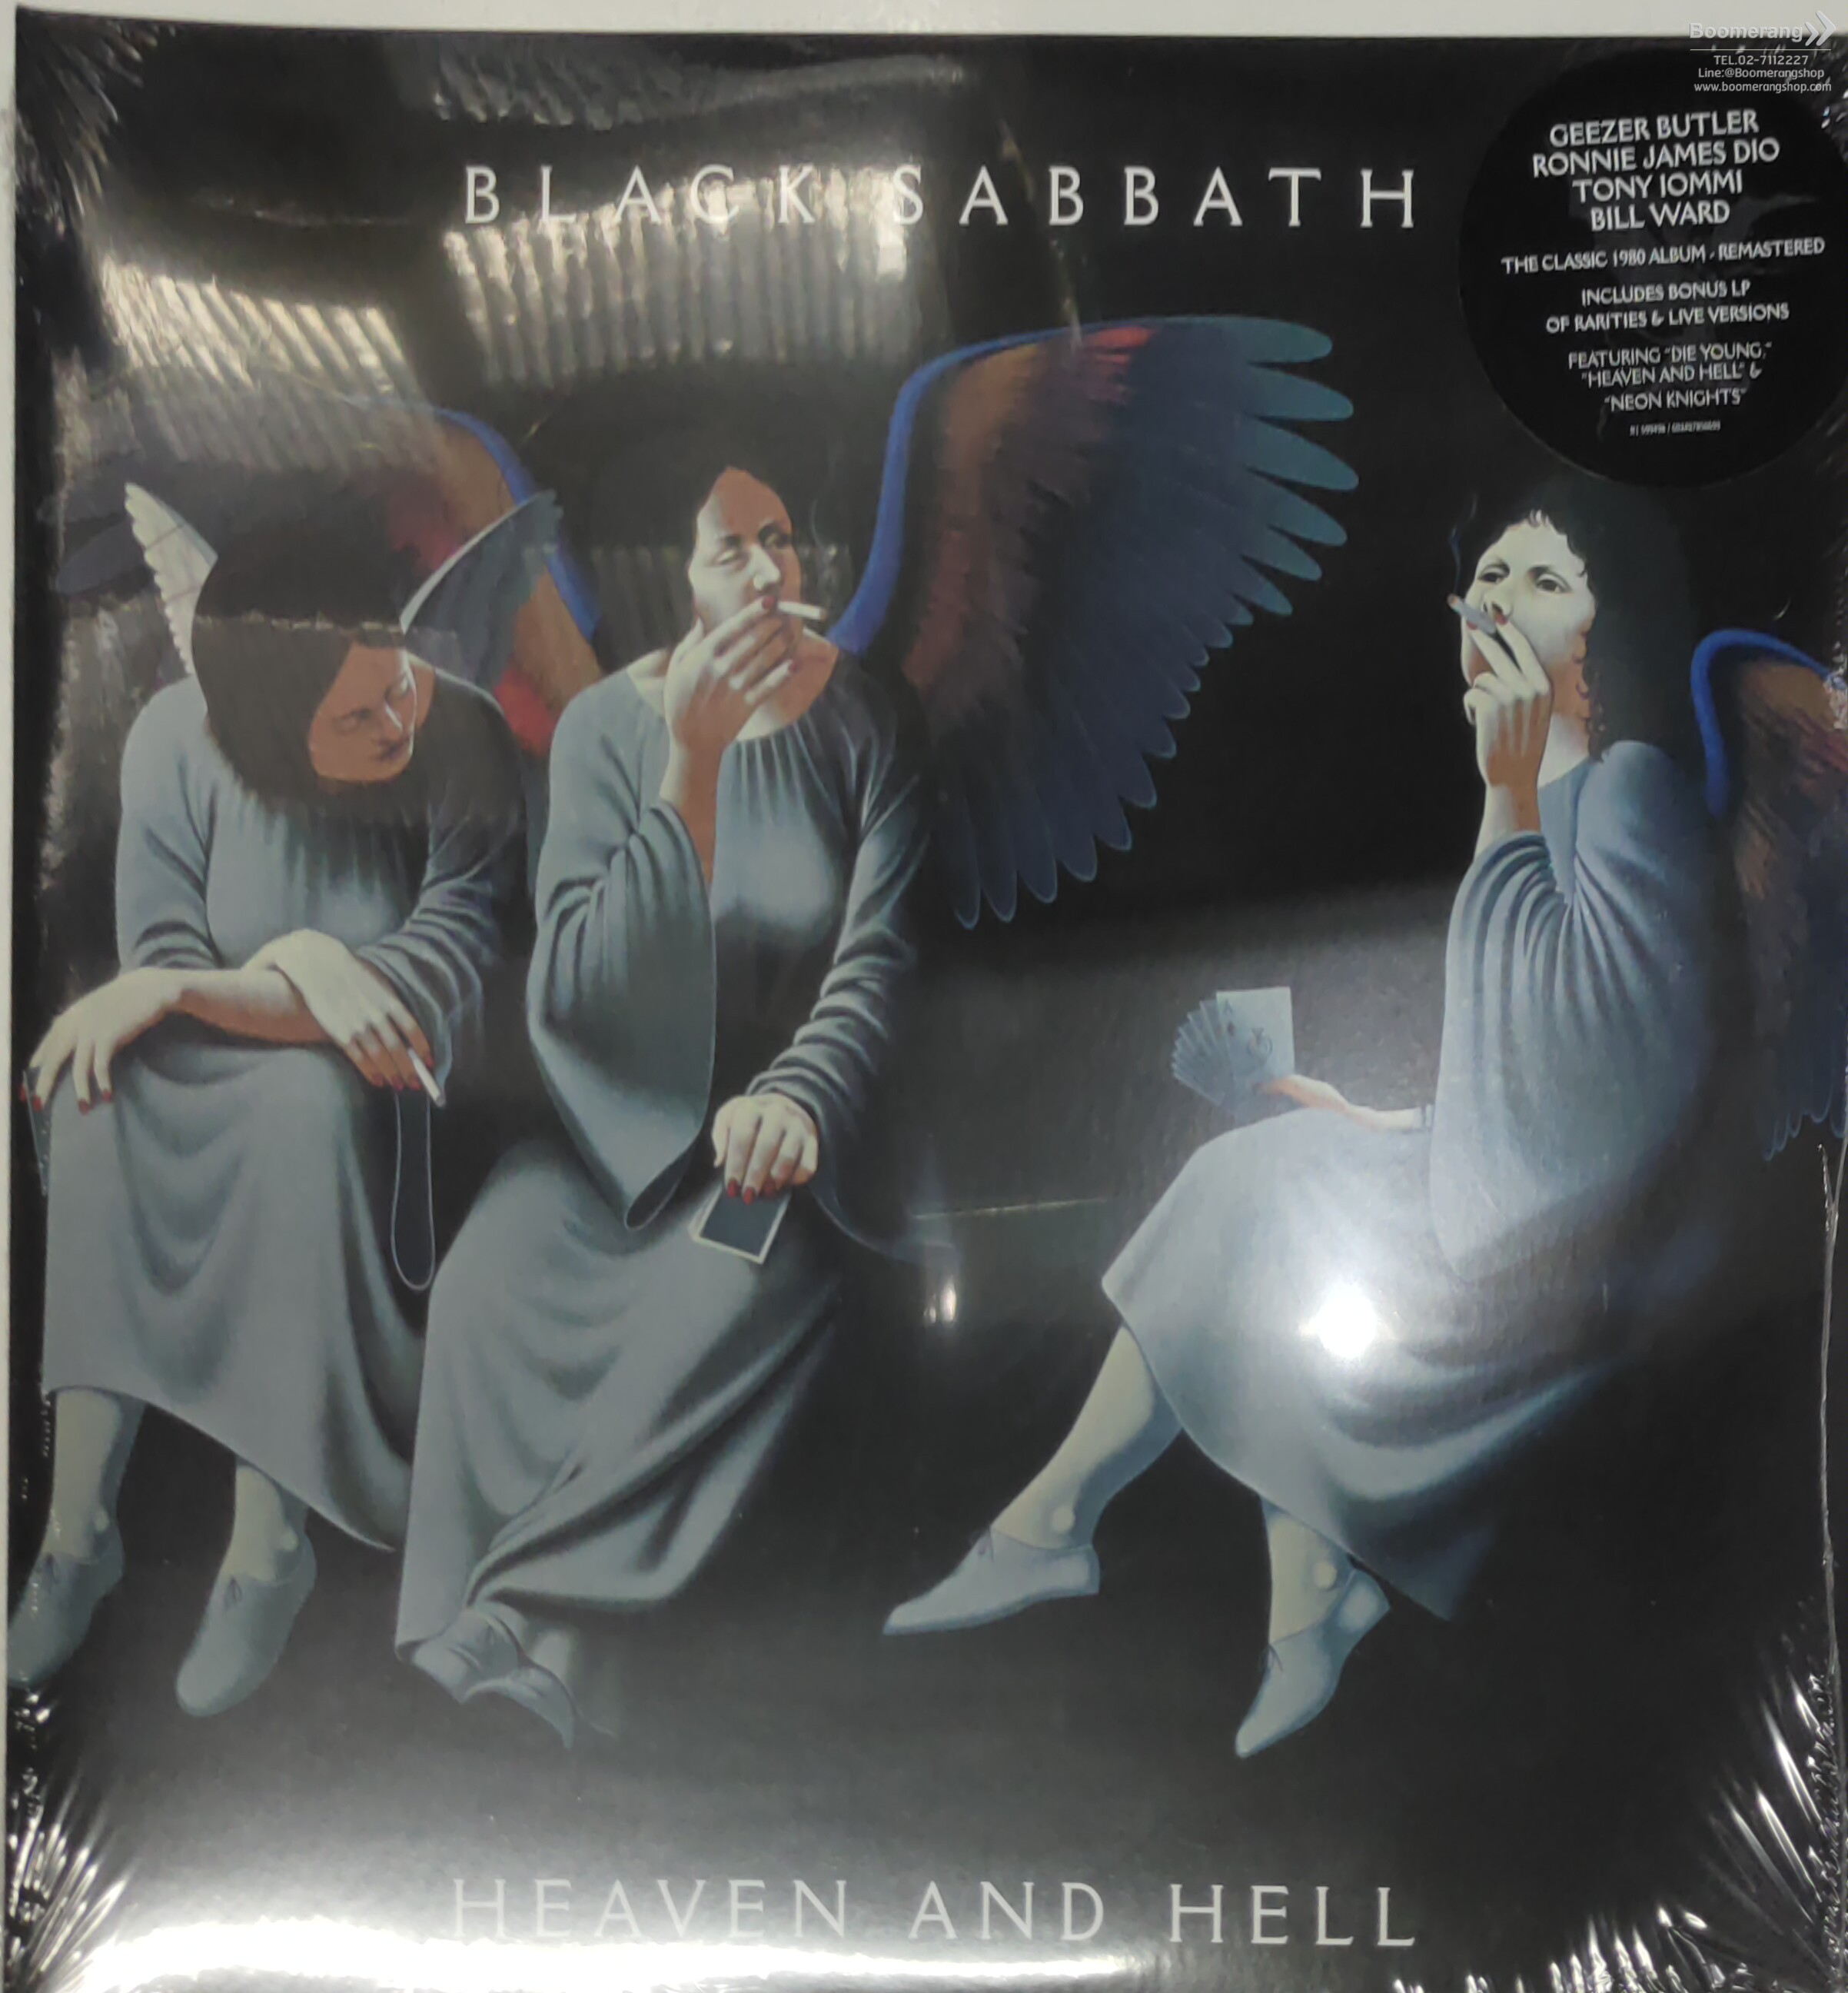 Boomerang
TEL.02-7112227
Line:@Boomerangshop
www.boomerangshop.com
GEEZER BUTLER
RONNIE JAMES DIO
TONY IOMMI
BILL WARD
THE CLASSIC 1980 ALBUM · REMASTERED
INCLUDES BONUS LP
OF RARITIES & LIVE VERSIONS
FEATURING "DIE YOUNG,"
"HEAVEN AND HELL" &
"NEON KNIGHTS"
BLACK SABBATH
HEAVEN AND HELL